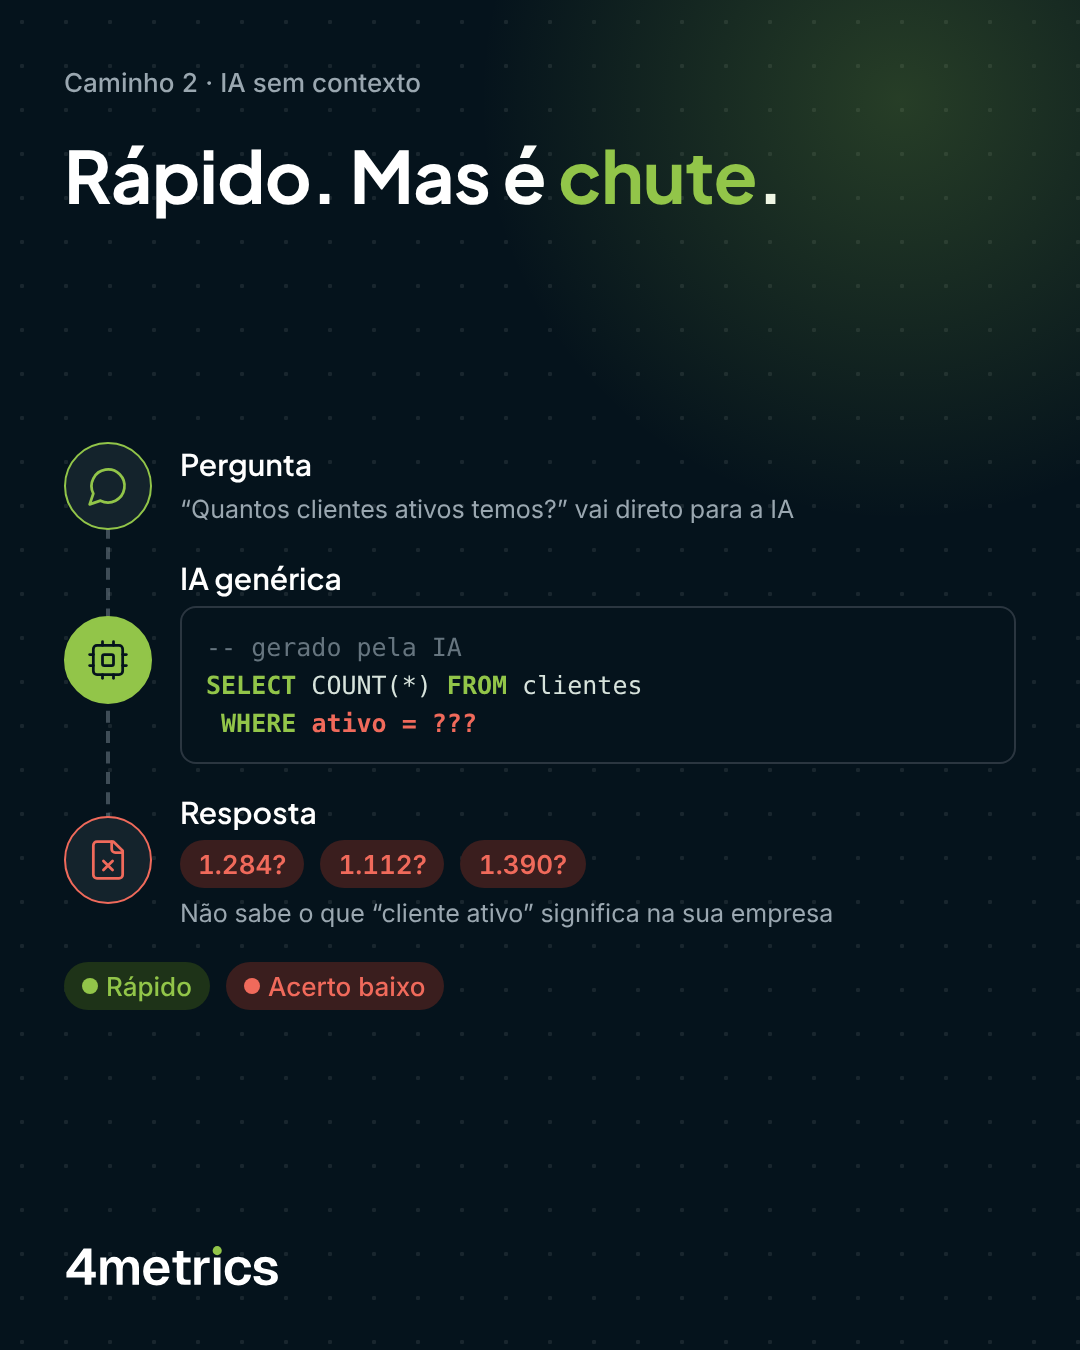 Caminho 2 · IA sem contexto
Rápido. Mas é chute.
Pergunta
“Quantos clientes ativos temos?” vai direto para a IA
IA genérica
-- gerado pela IA
SELECT COUNT(*) FROM clientes
WHERE ativo = ???
Resposta
1.284? 1.112? 1.390?
Não sabe o que “cliente ativo” significa na sua empresa
Rápido Acerto baixo
4metrics